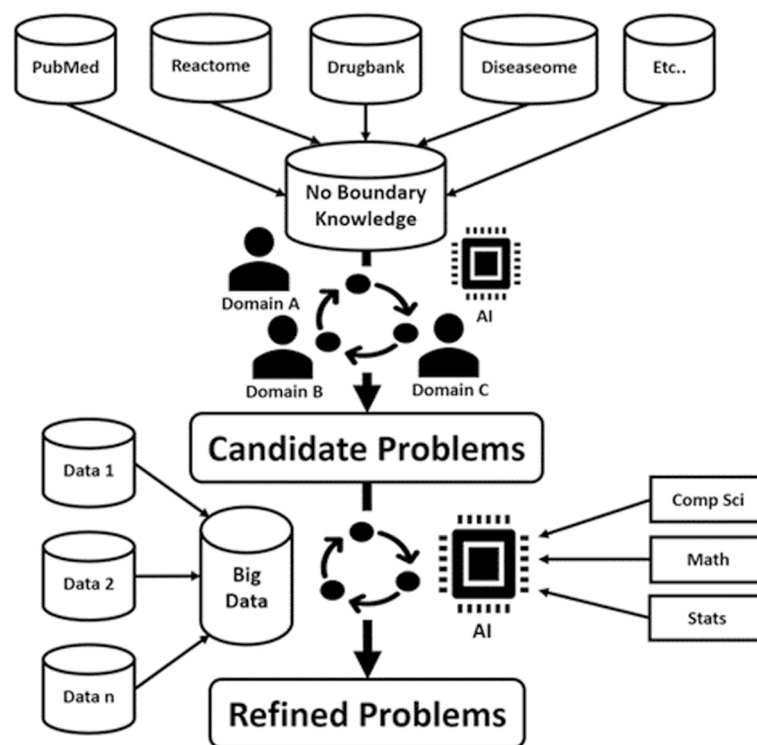 PubMed
Reactome
Drugbank
Diseaseome
Etc..
No Boundary
Knowledge
Domain A
AI
Domain B
Domain C
Candidate Problems
Data 1
Data 2
Data n
Big
Data
AI
Comp Sci
Math
Stats
Refined Problems